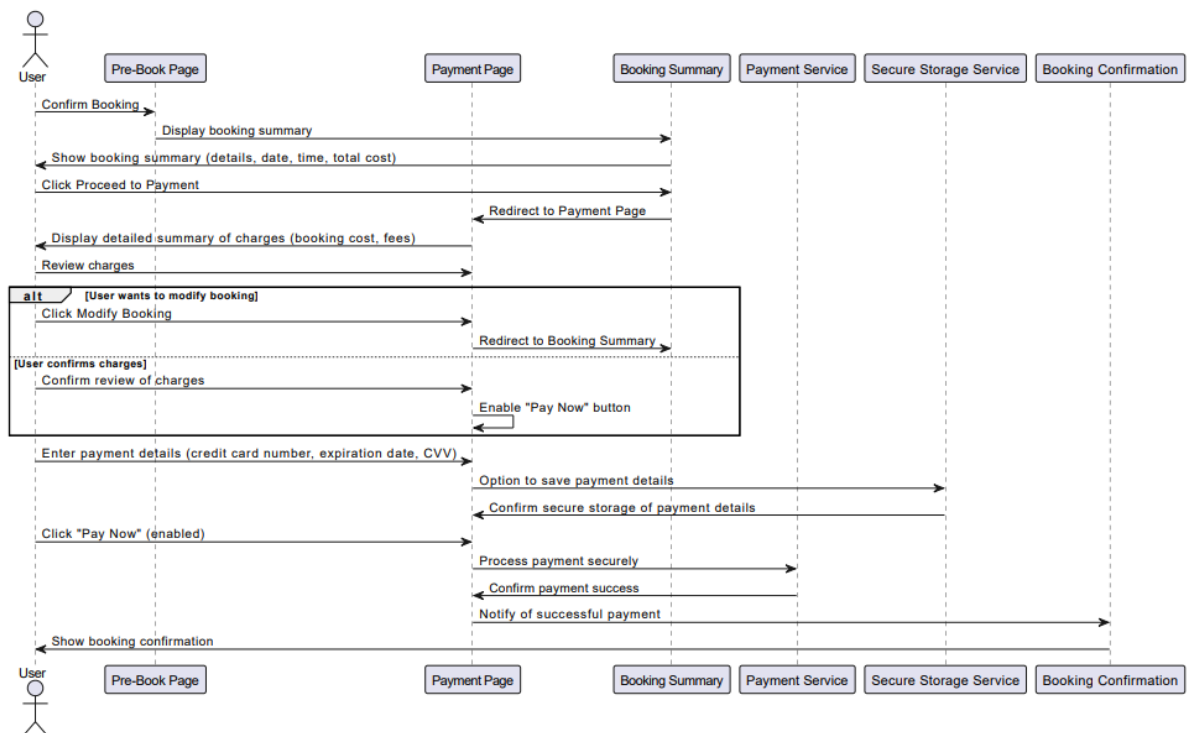 User
Pre-Book Page
Payment Page
Booking Summary
Payment Service
Secure Storage Service
Booking Confirmation
Confirm Booking
Display booking summary
Show booking summary (details, date, time, total cost)
Click Proceed to Payment
Redirect to Payment Page
Display detailed summary of charges (booking cost, fees)
Review charges
alt
[User wants to modify booking]
Click Modify Booking
Redirect to Booking Summary
[User confirms charges]
Confirm review of charges
Enable "Pay Now" button
Enter payment details (credit card number, expiration date, CVV)
Option to save payment details
Confirm secure storage of payment details
Click "Pay Now" (enabled)
Process payment securely
Confirm payment success
Notify of successful payment
Show booking confirmation
User
Pre-Book Page
Payment Page
Booking Summary
Payment Service
Secure Storage Service
Booking Confirmation